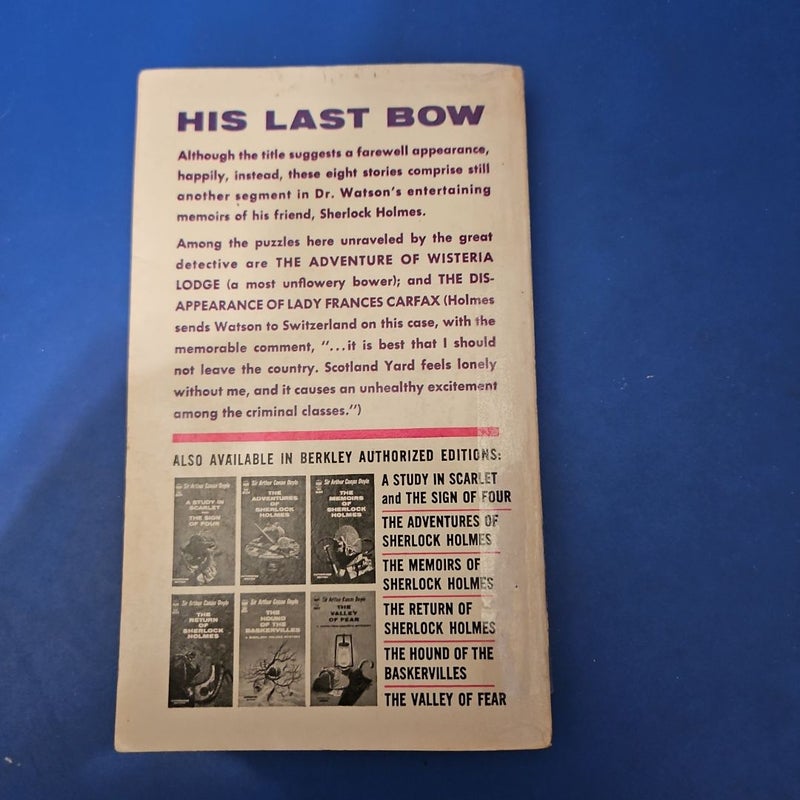 HIS LAST BOW
Although the title suggests a farewell appearance,
happily, instead, these eight stories comprise still
another segment in Dr. Watson's entertaining
memoirs of his friend, Sherlock Holmes.
Among the puzzles here unraveled by the great
detective are THE ADVENTURE OF WISTERIA
LODGE (a most unflowery bower); and THE DIS-
APPEARANCE OF LADY FRANCES CARFAX (Holmes
sends Watson to Switzerland on this case, with the
memorable comment, "...it is best that I should
not leave the country. Scotland Yard feels lonely
without me, and it causes an unhealthy excitement
among the criminal classes.")
ALSO AVAILABLE IN BERKLEY AUTHORIZED EDITIONS:
Sir Arthur Conan Doyle
A STUDY IN
SCARLET
THE SIGN
OF FOUR
Sir Arthur Conan Doyle
THE
ADVENTURES
OF
SHERLOCK
HOLMES
Sir Arthur Conan Doyle
THE
MEMOIRS
OF
SHERLOCK
HOLMES
Sir Arthur Conan Doyle
THE
RETURN
OF
SHERLOCK
HOLMES
Sir Arthur Conan Doyle
THE
HOUND OF
THE
BASKERVILLES
Sir Arthur Conan Doyle
THE
VALLEY
OF FEAR
A STUDY IN SCARLET
and THE SIGN OF FOUR
THE ADVENTURES OF
SHERLOCK HOLMES
THE MEMOIRS OF
SHERLOCK HOLMES
THE RETURN OF
SHERLOCK HOLMES
THE HOUND OF THE
BASKERVILLES
THE VALLEY OF FEAR